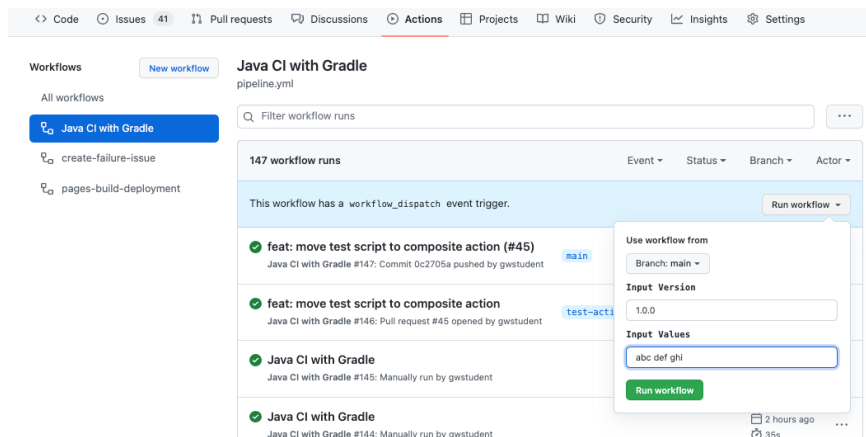 Code Issues 41 Pull requests Discussions Actions Projects Wiki Security Insights Settings
Workflows
New workflow
All workflows
Java CI with Gradle
create-failure-issue
pages-build-deployment
Java CI with Gradle
pipeline.yml
Filter workflow runs
147 workflow runs
Event Status Branch Actor
This workflow has a workflow_dispatch event trigger.
Run workflow
feat: move test script to composite action (#45)
Java CI with Gradle #147: Commit 0c2705a pushed by gwstudent
main
feat: move test script to composite action
Java CI with Gradle #146: Pull request #45 opened by gwstudent
test-acti
Java CI with Gradle
Java CI with Gradle #145: Manually run by gwstudent
Java CI with Gradle
Java CI with Gradle #144: Manually run by gwstudent
2 hours ago
35s
Use workflow from
Branch: main
Input Version
1.0.0
Input Values
abc def ghi
Run workflow